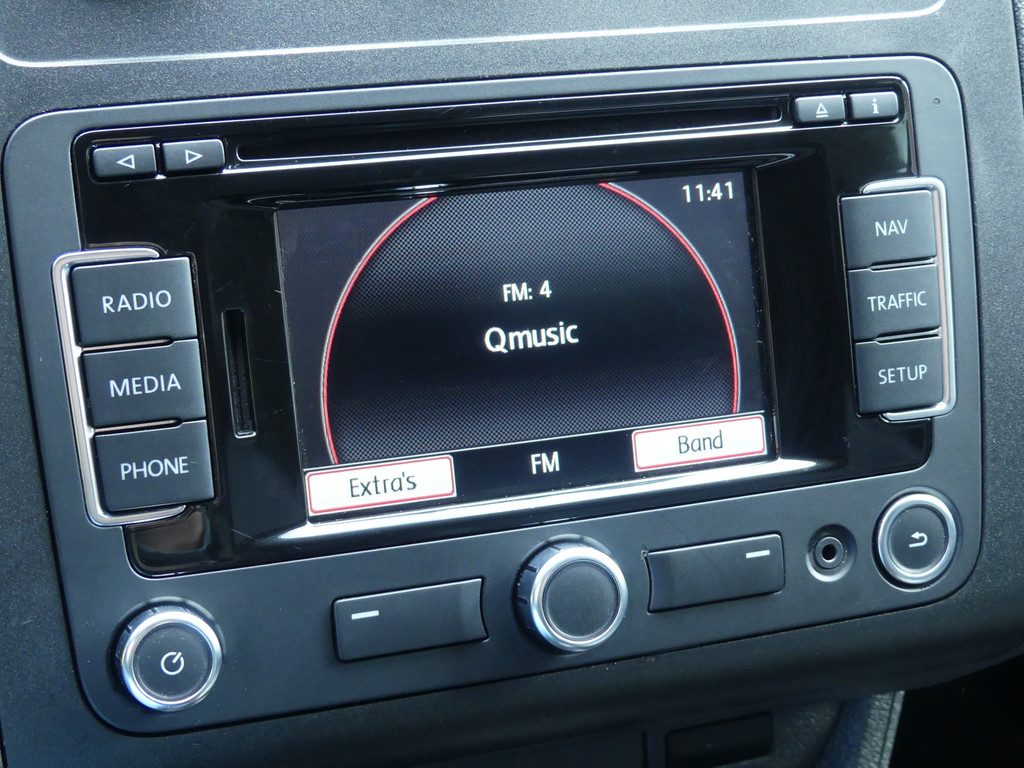 i
11:41
RADIO
MEDIA
PHONE
FM: 4
Qmusic
Extra's
FM
Band
NAV
TRAFFIC
SETUP